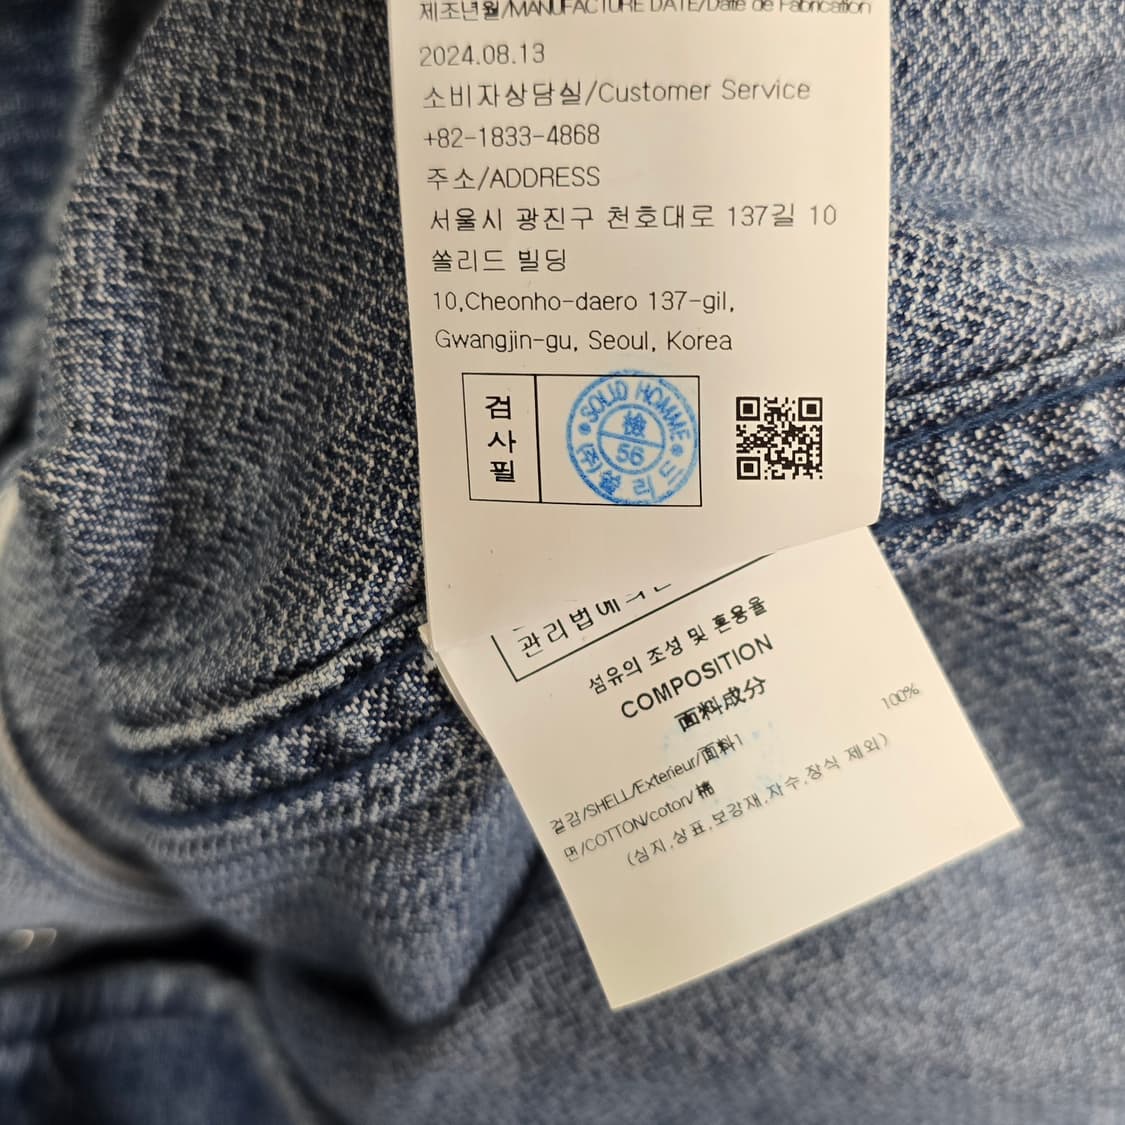 제조년월/MANUFACTURE DATE/Date de Fabrication
2024.08.13
소비자상담실/Customer Service
+82-1833-4868
주소/ADDRESS
서울시 광진구 천호대로 137길 10
쏠리드 빌딩
10,Cheonho-daero 137-gil,
Gwangjin-gu, Seoul, Korea
검사필
SOLID HOMME
檢
56
(주)쏠리드
관리법에
섬유의 조성 및 혼용율
COMPOSITION
面料成分
겉감/SHELL/Exterieur/面料1
면/COTTON/coton/棉 100%
(심지,상표,보강재,자수,장식 제외)